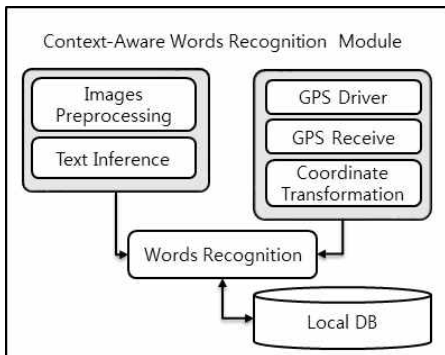 Context-Aware Words Recognition Module
Images
Preprocessing
Text Inference
GPS Driver
GPS Receive
Coordinate
Transformation
Words Recognition
Local DB